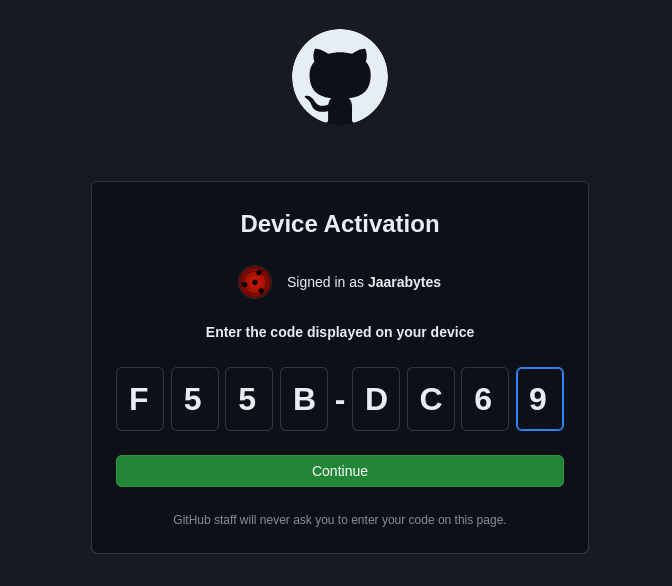 Device Activation
Signed in as Jaarabytes
Enter the code displayed on your device
F 5 5 B - D C 6 9
Continue
GitHub staff will never ask you to enter your code on this page.